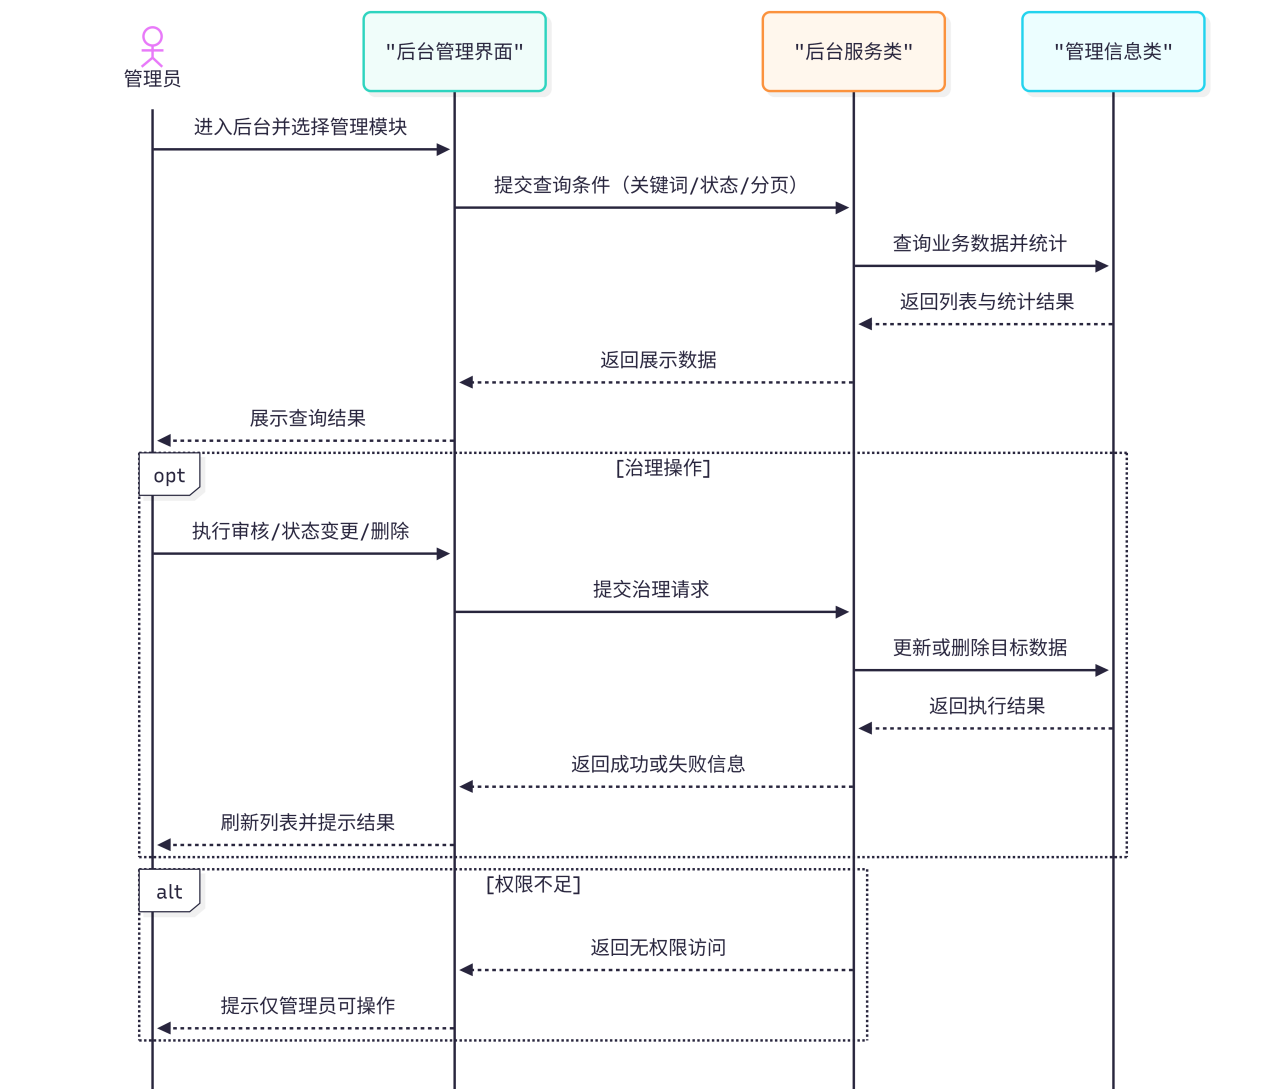 管理员
"后台管理界面"
"后台服务类"
"管理信息类"
进入后台并选择管理模块
提交查询条件（关键词/状态/分页）
查询业务数据并统计
返回列表与统计结果
返回展示数据
展示查询结果
opt
[治理操作]
执行审核/状态变更/删除
提交治理请求
更新或删除目标数据
返回执行结果
返回成功或失败信息
刷新列表并提示结果
alt
[权限不足]
返回无权限访问
提示仅管理员可操作